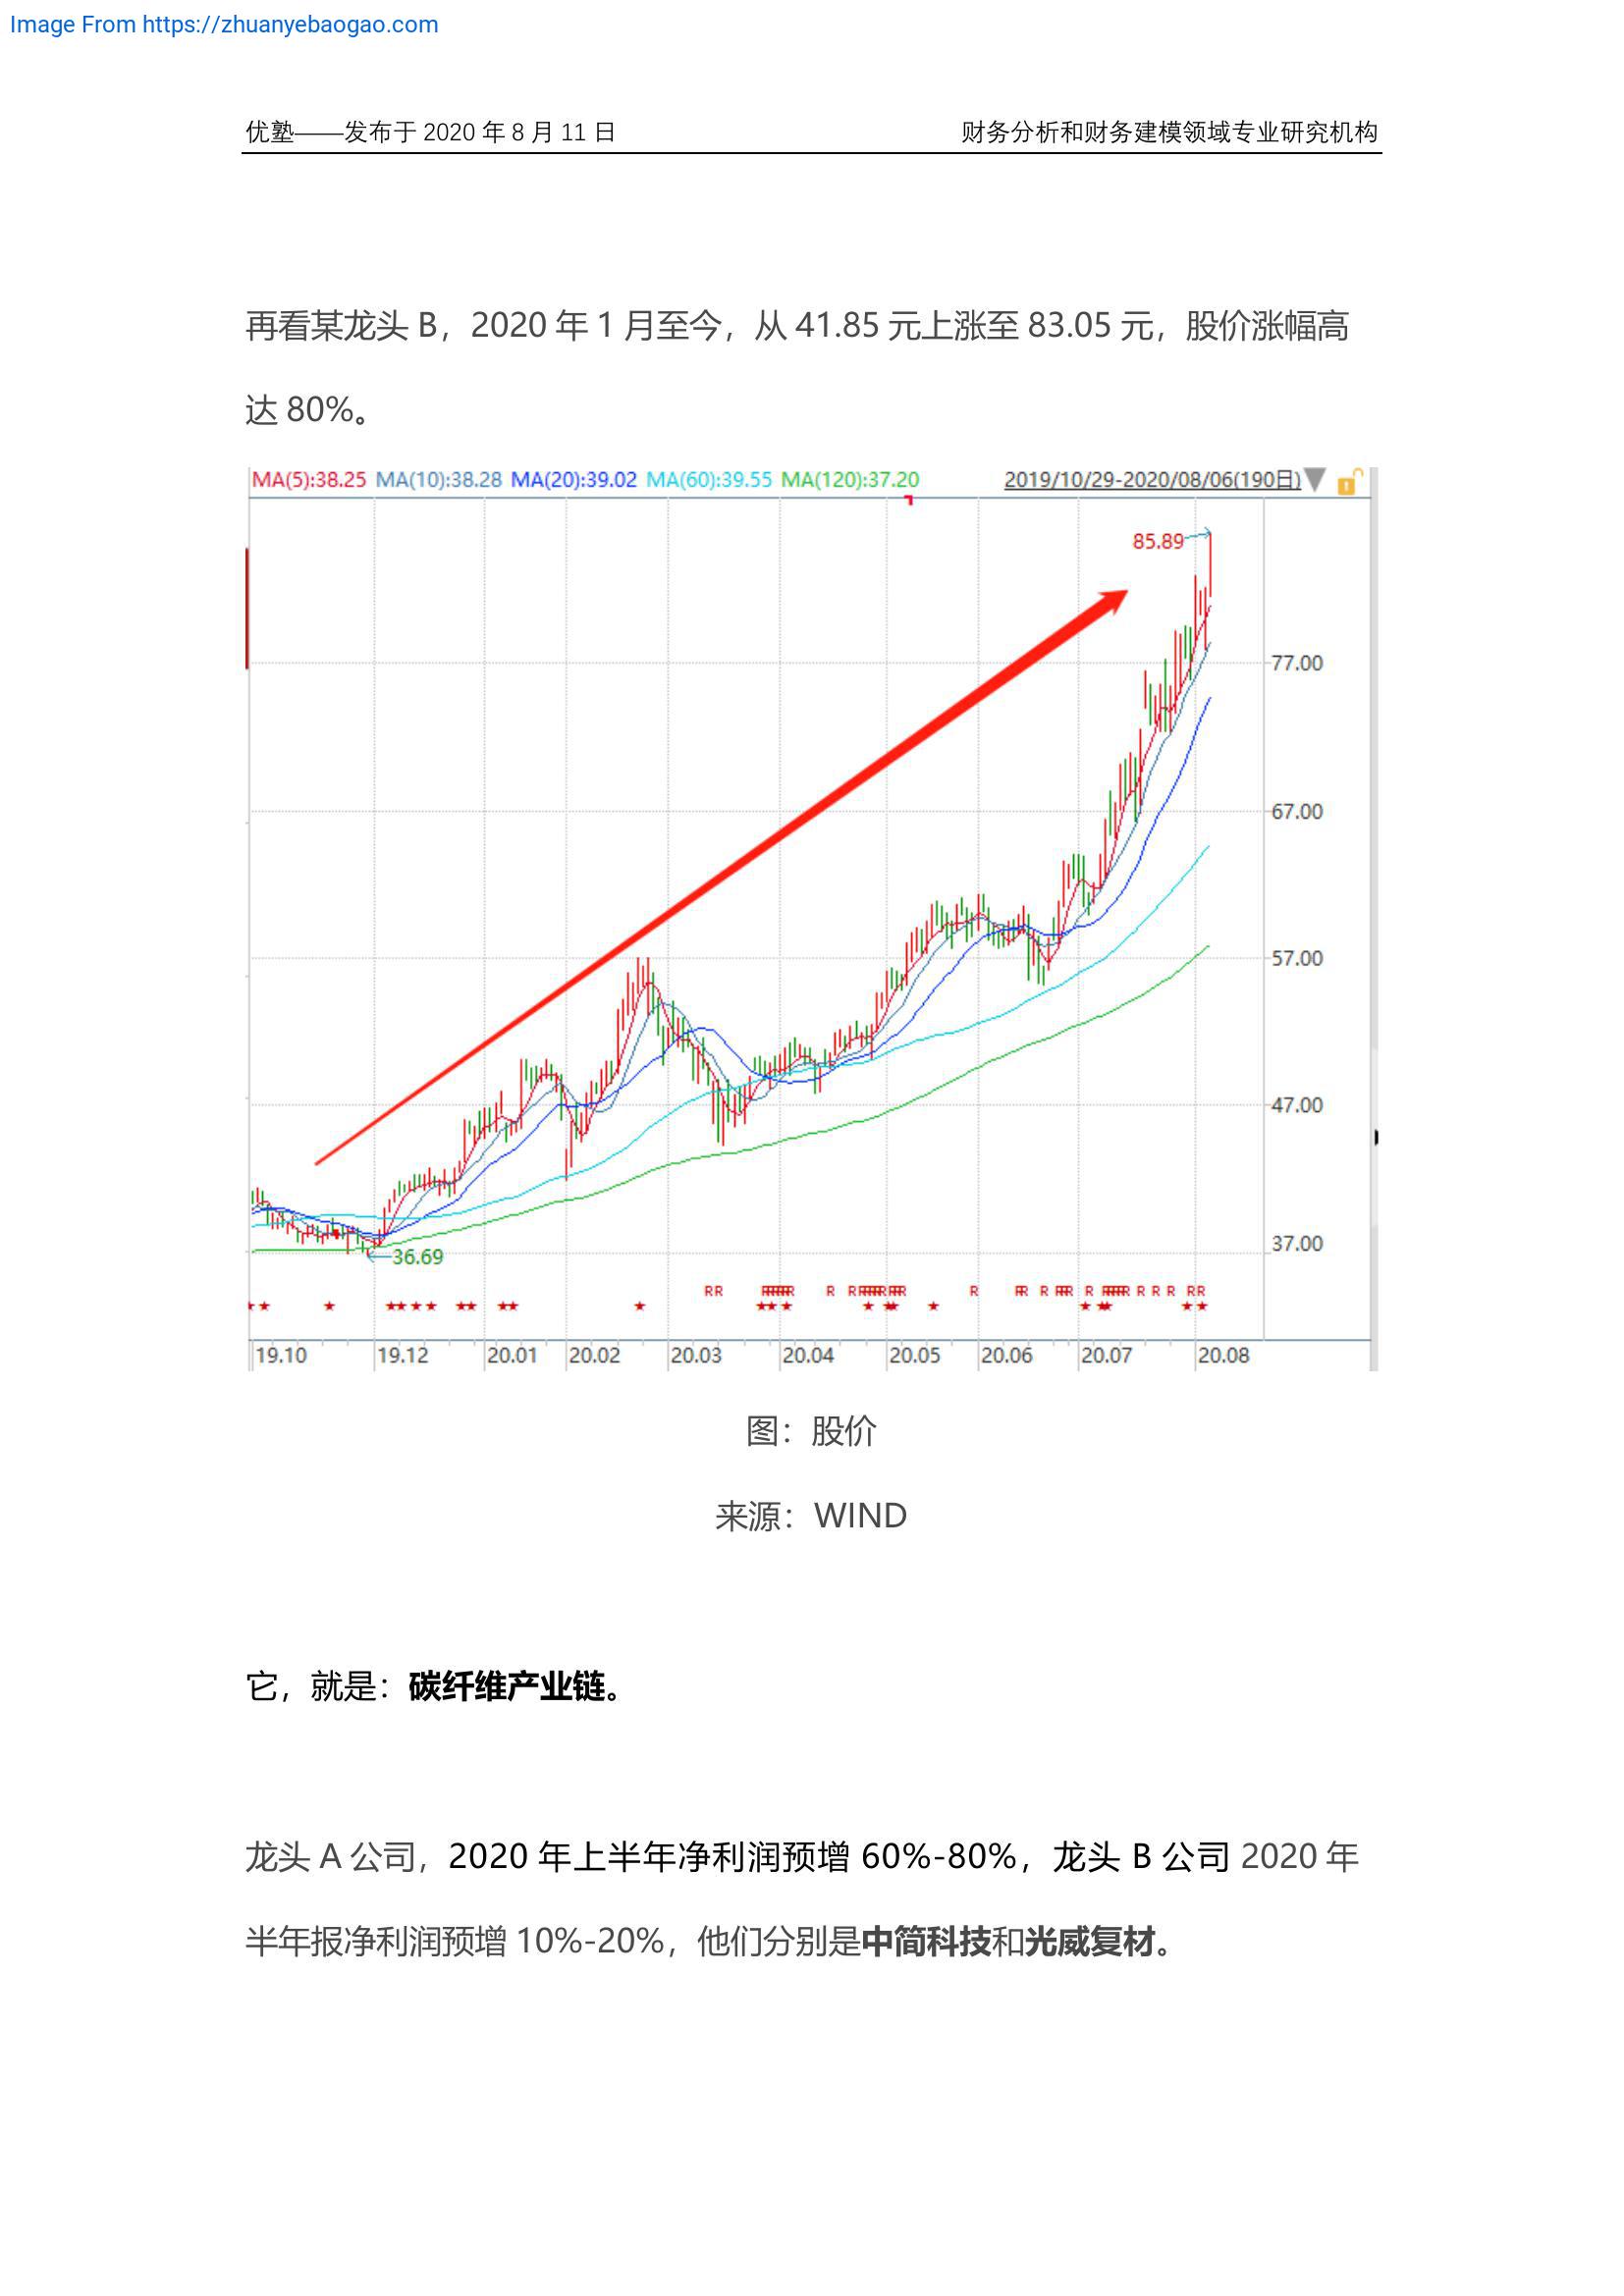 Image From https://zhuanyebaogao.com
优塾——发布于 2020 年 8 月 11 日 财务分析和财务建模领域专业研究机构
再看某龙头 B，2020 年 1 月至今，从 41.85 元上涨至 83.05 元，股价涨幅高
达 80%。
MA(5):38.25 MA(10):38.28 MA(20):39.02 MA(60):39.55 MA(120):37.20 2019/10/29-2020/08/06(190日)
85.89
77.00
67.00
57.00
47.00
37.00
36.69
19.10 19.12 20.01 20.02 20.03 20.04 20.05 20.06 20.07 20.08
图：股价
来源：WIND
它，就是：碳纤维产业链。
龙头 A 公司，2020 年上半年净利润预增 60%-80%，龙头 B 公司 2020 年
半年报净利润预增 10%-20%，他们分别是中简科技和光威复材。